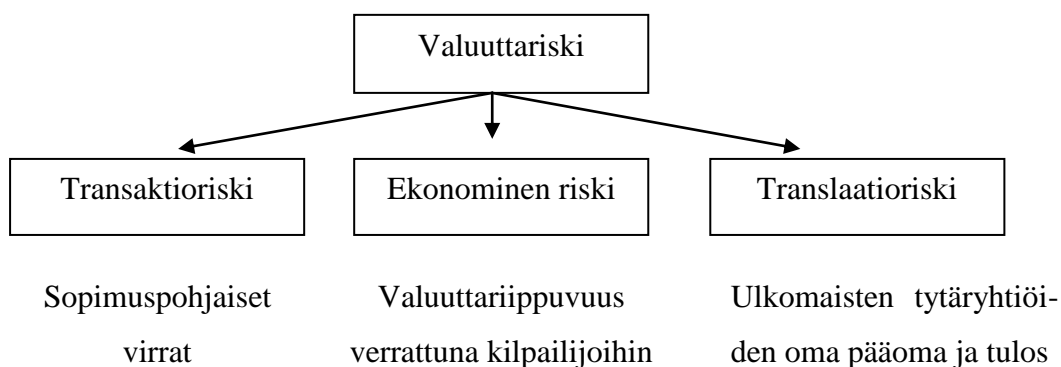 Valuuttariski
Transaktioriski
Ekonominen riski
Translaatioriski
Sopimuspohjaiset
virrat
Valuuttariippuvuus
verrattuna kilpailijoihin
Ulkomaisten tytäryhtiöi-
den oma pääoma ja tulos